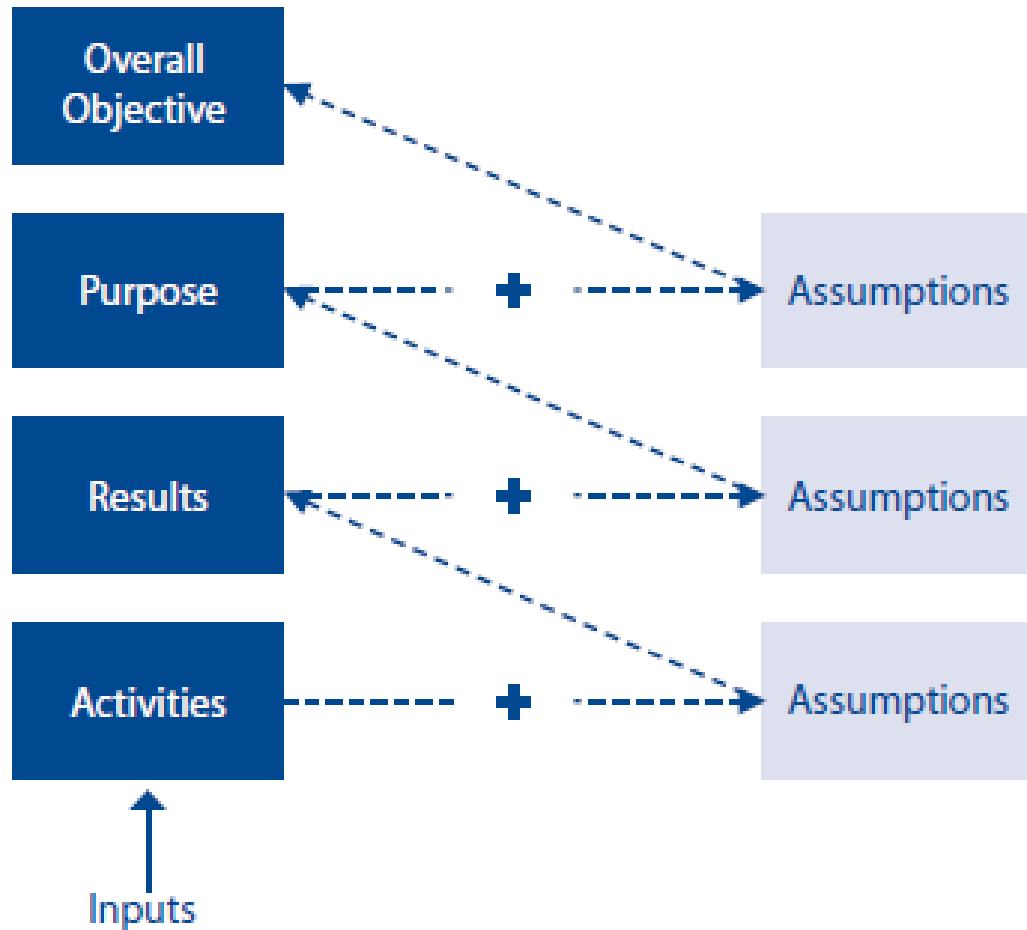 Overall
Objective
Purpose
+
Assumptions
Results
+
Assumptions
Activities
+
Assumptions
Inputs